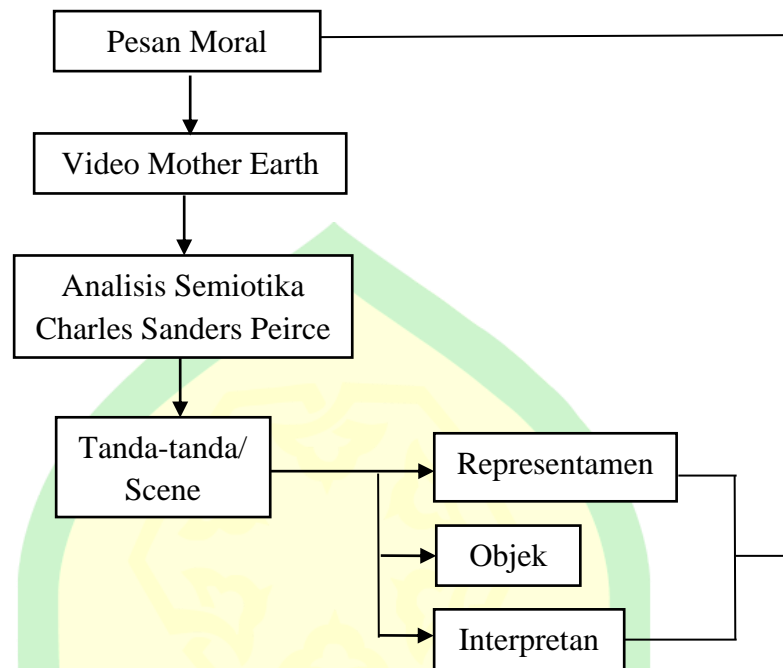 Pesan Moral
Video Mother Earth
Analisis Semiotika
Charles Sanders Peirce
Tanda-tanda/
Scene
Representamen
Objek
Interpretan